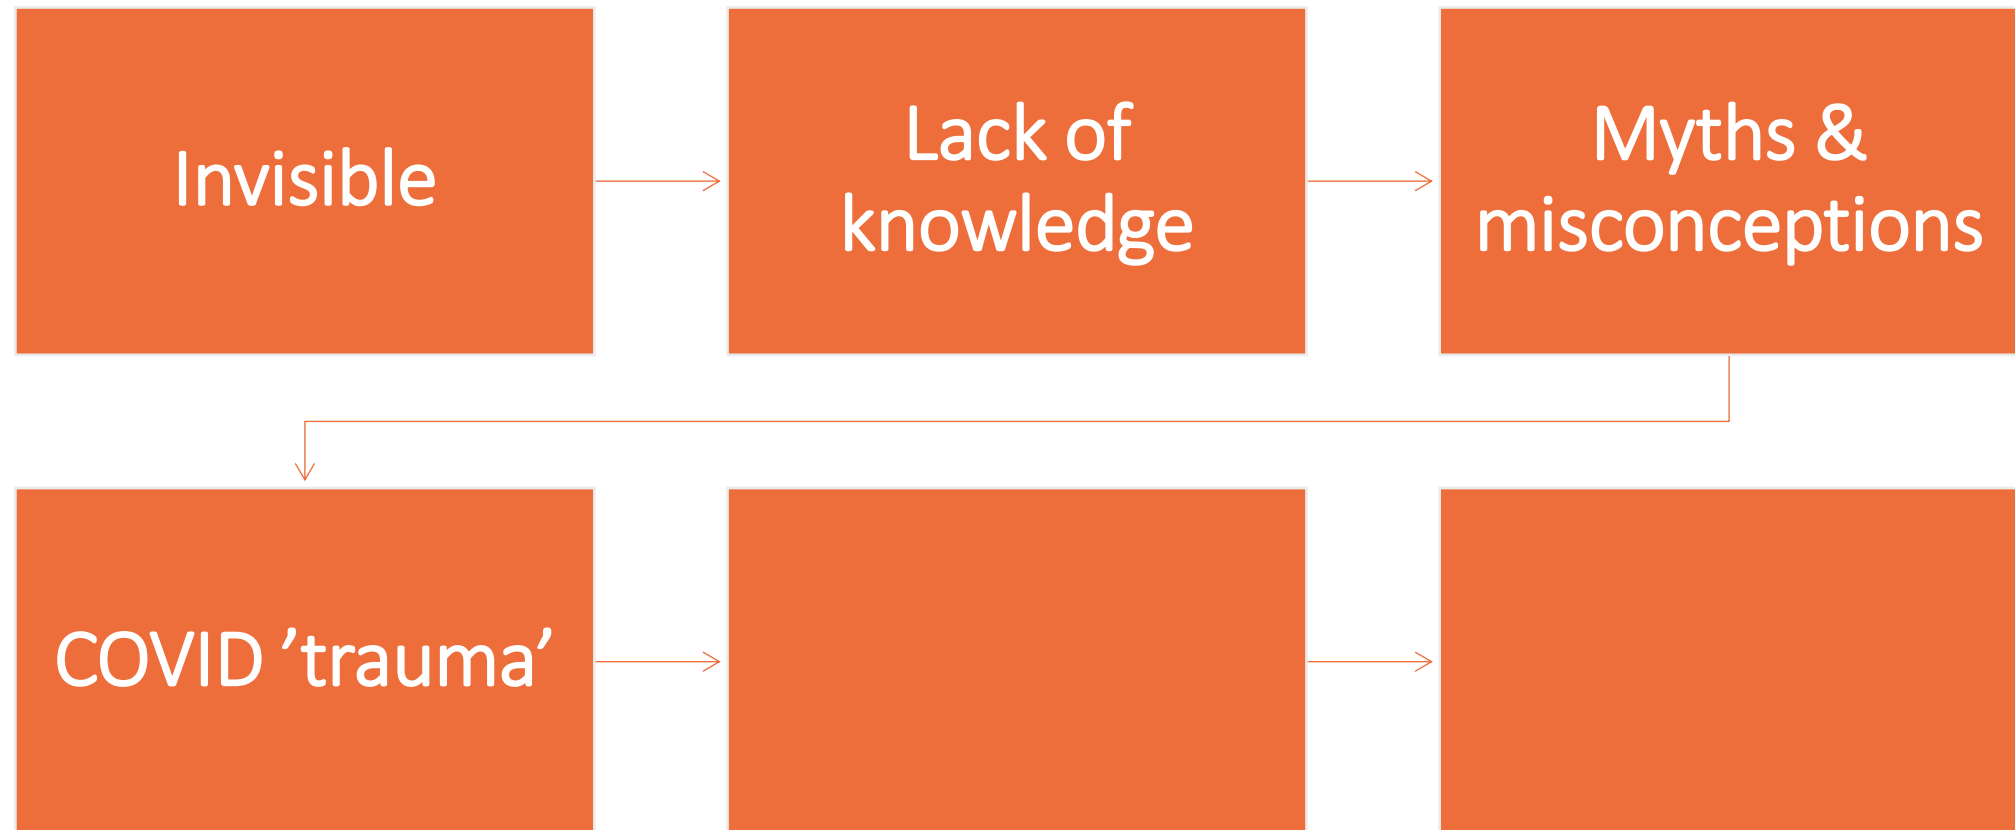 Invisible
Lack of
knowledge
Myths &
misconceptions
COVID ’trauma’